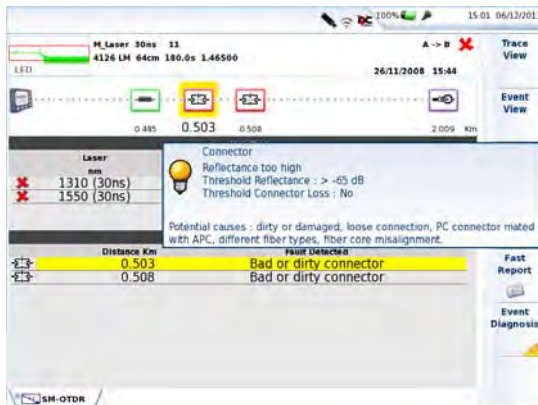 100%
15 01 06/12/201
M_Laser 30ns 11
A -> B
4126 LM 64cm 180.0s 1.46500
LED
26/11/2008 15:44
Trace
View
Event
View
0.485 0.503 0.508 2.009 Km
Laser
nm
1310 (30ns)
1550 (30ns)
Connector
Reflectance too high
Threshold Reflectance : > -65 dB
Threshold Connector Loss : No
Potential causes : dirty or damaged, loose connection, PC connector mated
with APC, different fiber types, fiber core misalignment.
Distance Km Fault Detected
0.503 Bad or dirty connector
0.508 Bad or dirty connector
Fast
Report
Event
Diagnosis
SM-OTDR